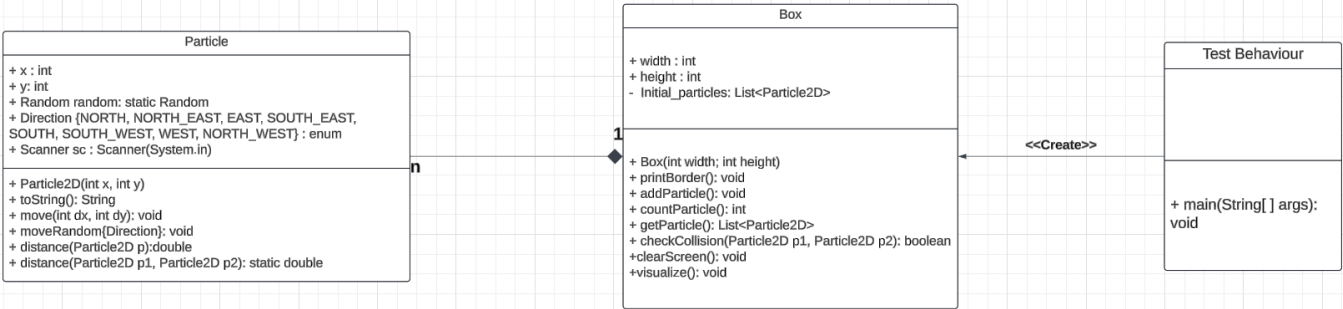 Particle
+ x : int
+ y: int
+ Random random: static Random
+ Direction {NORTH, NORTH_EAST, EAST, SOUTH_EAST,
SOUTH, SOUTH_WEST, WEST, NORTH_WEST} : enum
+ Scanner sc : Scanner(System.in)
+ Particle2D(int x, int y)
+ toString(): String
+ move(int dx, int dy): void
+ moveRandom{Direction}: void
+ distance(Particle2D p):double
+ distance(Particle2D p1, Particle2D p2): static double
n
1
Box
+ width : int
+ height : int
- Initial_particles: List<Particle2D>
+ Box(int width; int height)
+ printBorder(): void
+ addParticle(): void
+ countParticle(): int
+ getParticle(): List<Particle2D>
+ checkCollision(Particle2D p1, Particle2D p2): boolean
+clearScreen(): void
+visualize(): void
<<Create>>
Test Behaviour
+ main(String[ ] args):
void